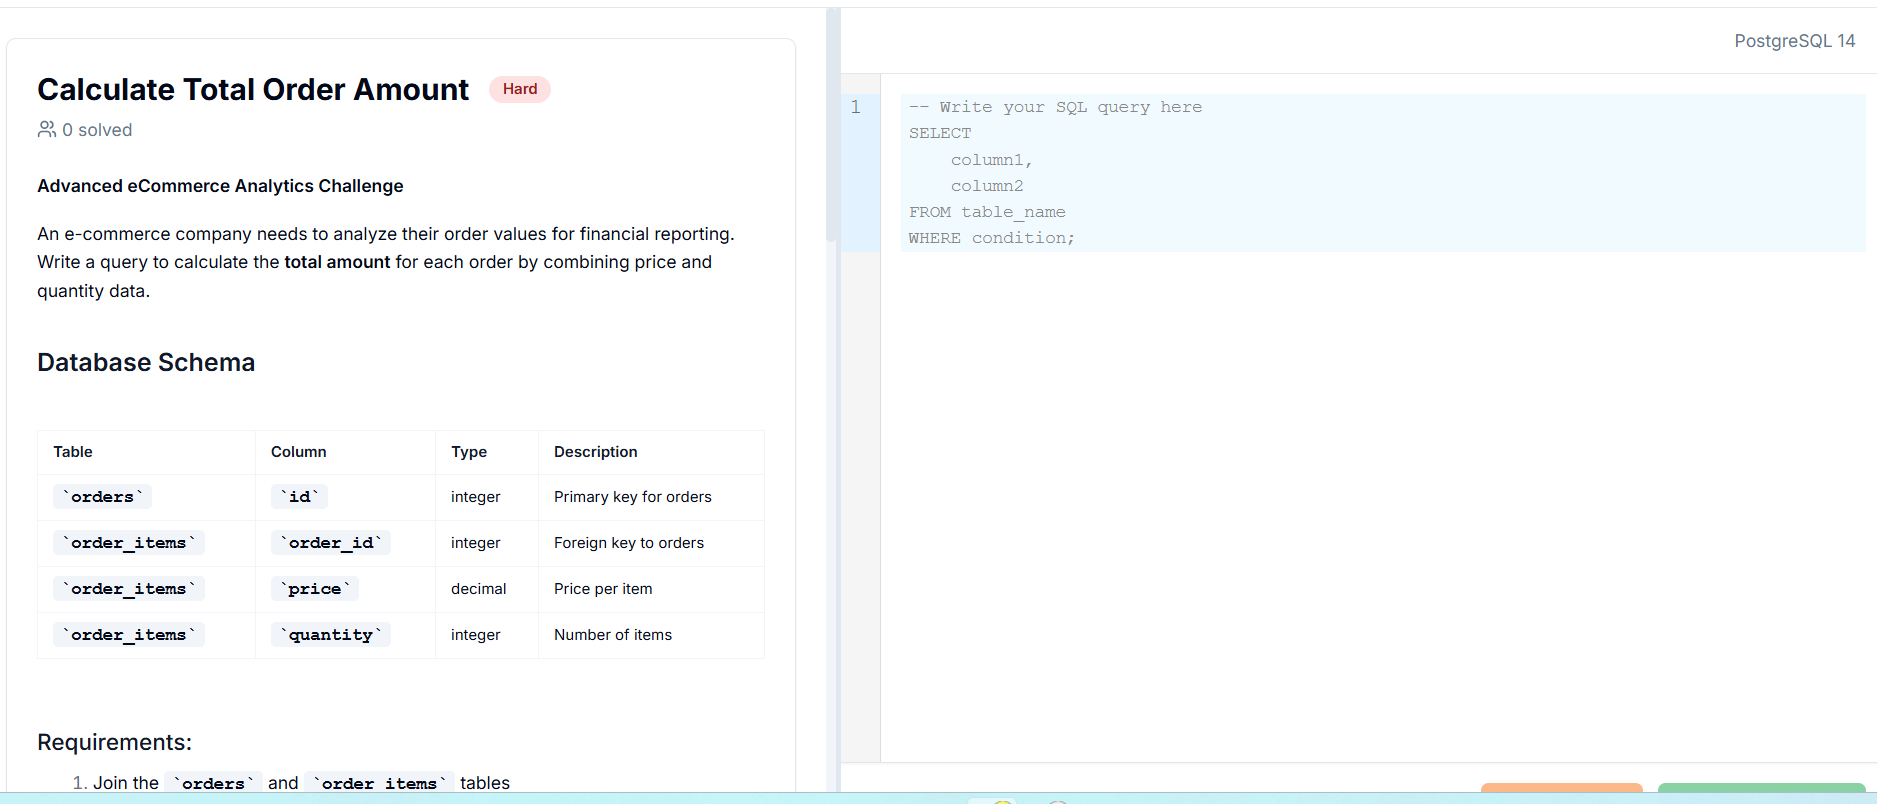 Calculate Total Order Amount Hard
0 solved
Advanced eCommerce Analytics Challenge
An e-commerce company needs to analyze their order values for financial reporting.
Write a query to calculate the total amount for each order by combining price and
quantity data.
Database Schema
Table Column Type Description
`orders` `id` integer Primary key for orders
`order_items` `order_id` integer Foreign key to orders
`order_items` `price` decimal Price per item
`order_items` `quantity` integer Number of items
Requirements:
1. Join the `orders` and `order_items` tables
PostgreSQL 14
1 -- Write your SQL query here
SELECT
    column1,
    column2
FROM table_name
WHERE condition;